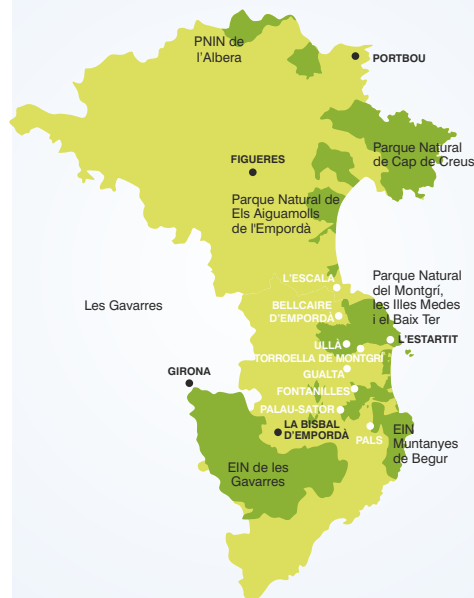 PNIN de
l'Albera
PORTBOU
Parque Natural
de Cap de Creus
FIGUERES
Parque Natural de
Els Aiguamolls
de l'Empordà
L'ESCALA
Parque Natural
del Montgrí,
les Illes Medes
i el Baix Ter
Les Gavarres
BELLCAIRE
D'EMPORDÀ
L'ESTARTIT
ULLÀ
TORROELLA DE MONTGRÍ
GUALTA
GIRONA
FONTANILLES
PALAU-SATOR
LA BISBAL
D'EMPORDÀ
PALS
EIN
Muntanyes
de Begur
EIN de les
Gavarres